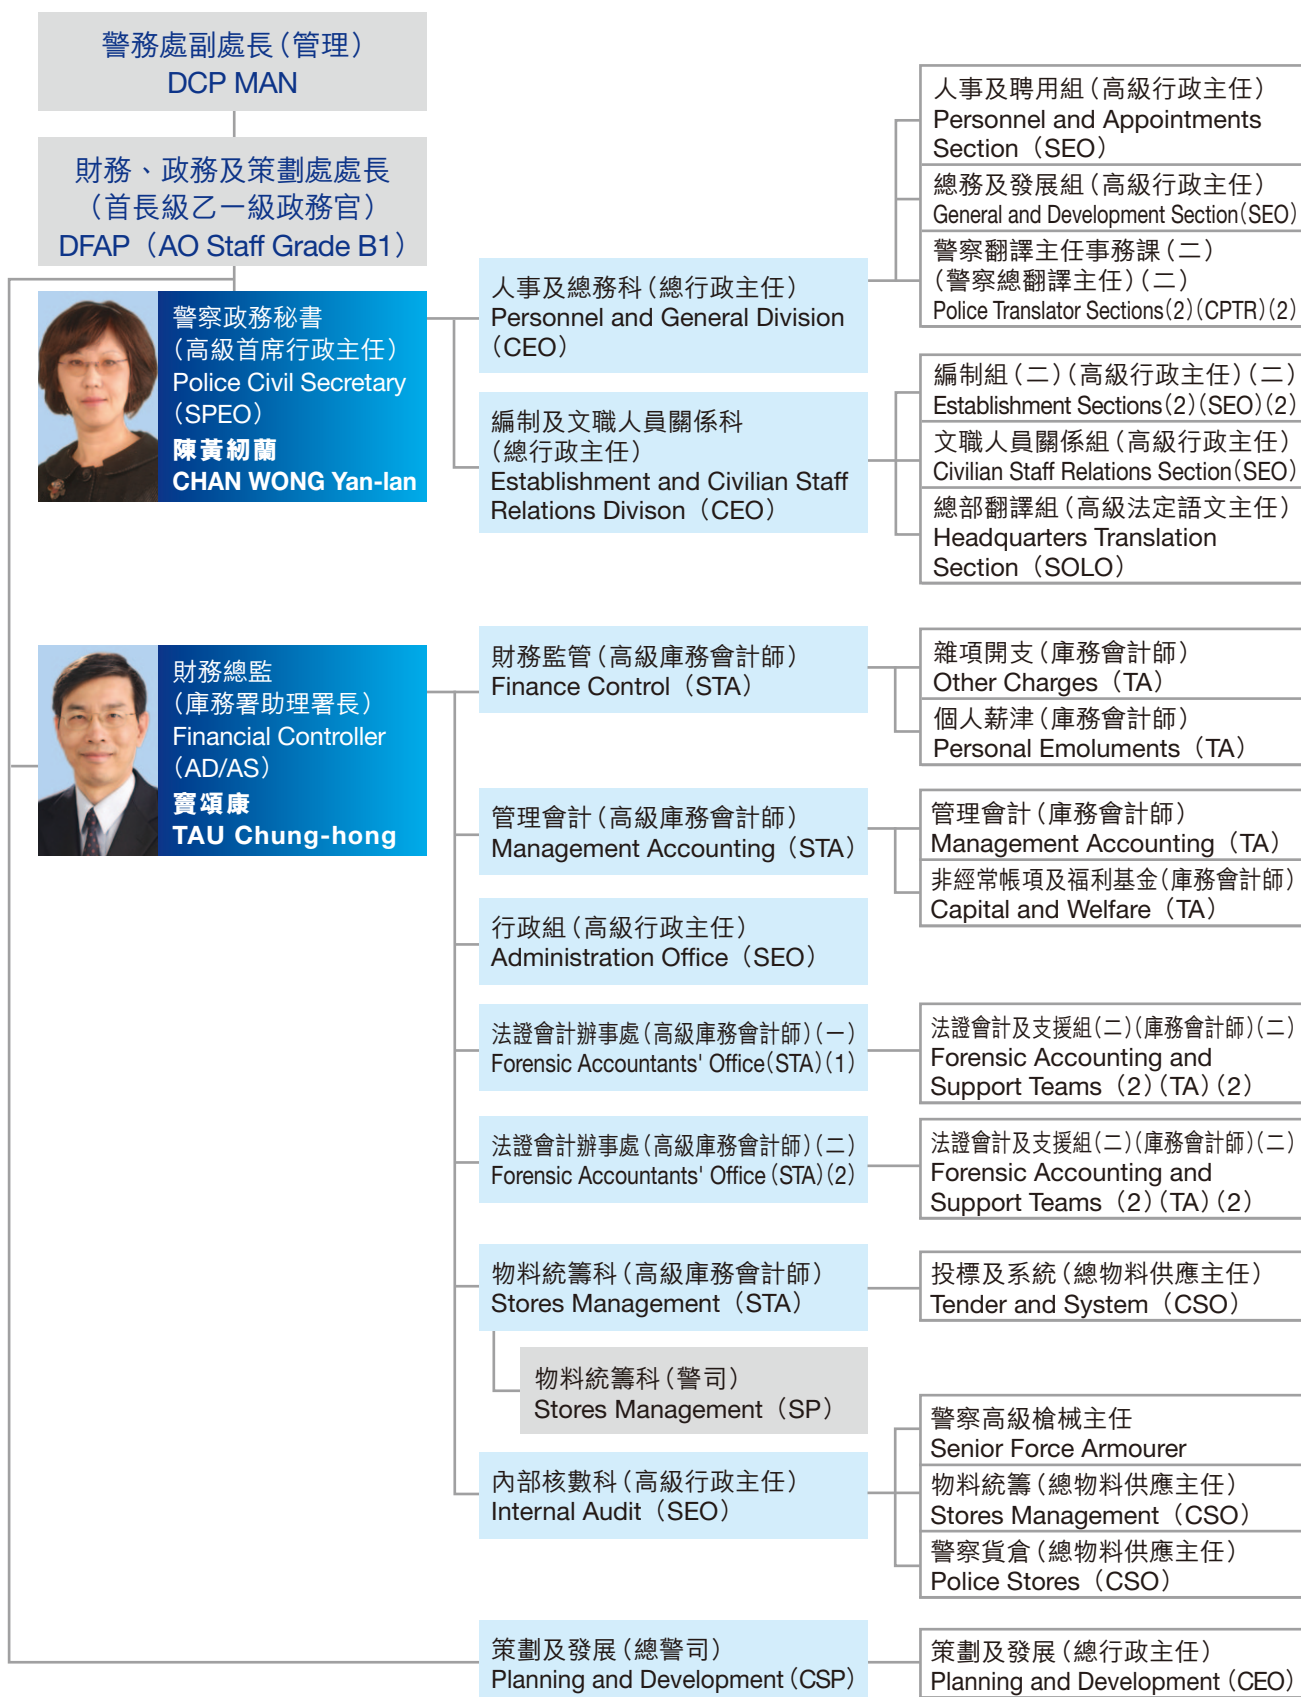 警務處副處長（管理）
DCP MAN
財務、政務及策劃處處長
（首長級乙一級政務官）
DFAP（AO Staff Grade B1）
警察政務秘書
（高級首席行政主任）
Police Civil Secretary
（SPEO）
陳黃紉蘭
CHAN WONG Yan-lan
人事及總務科（總行政主任）
Personnel and General Division
（CEO）
人事及聘用組（高級行政主任）
Personnel and Appointments
Section（SEO）
總務及發展組（高級行政主任）
General and Development Section（SEO）
警察翻譯主任事務課（二）
（警察總翻譯主任）（二）
Police Translator Sections（2）（CPTR）（2）
編制及文職人員關係科
（總行政主任）
Establishment and Civilian Staff
Relations Divison（CEO）
編制組（二）（高級行政主任）（二）
Establishment Sections（2）（SEO）（2）
文職人員關係組（高級行政主任）
Civilian Staff Relations Section（SEO）
總部翻譯組（高級法定語文主任）
Headquarters Translation
Section（SOLO）
財務總監
（庫務署助理署長）
Financial Controller
（AD/AS）
竇頌康
TAU Chung-hong
財務監管（高級庫務會計師）
Finance Control（STA）
雜項開支（庫務會計師）
Other Charges（TA）
個人薪津（庫務會計師）
Personal Emoluments（TA）
管理會計（高級庫務會計師）
Management Accounting（STA）
管理會計（庫務會計師）
Management Accounting（TA）
非經常帳項及福利基金（庫務會計師）
Capital and Welfare（TA）
行政組（高級行政主任）
Administration Office（SEO）
法證會計辦事處（高級庫務會計師）（一）
Forensic Accountants' Office（STA）（1）
法證會計及支援組（二）（庫務會計師）（二）
Forensic Accounting and
Support Teams（2）（TA）（2）
法證會計辦事處（高級庫務會計師）（二）
Forensic Accountants' Office（STA）（2）
法證會計及支援組（二）（庫務會計師）（二）
Forensic Accounting and
Support Teams（2）（TA）（2）
物料統籌科（高級庫務會計師）
Stores Management（STA）
投標及系統（總物料供應主任）
Tender and System（CSO）
物料統籌科（警司）
Stores Management（SP）
內部核數科（高級行政主任）
Internal Audit（SEO）
警察高級槍械主任
Senior Force Armourer
物料統籌（總物料供應主任）
Stores Management（CSO）
警察貨倉（總物料供應主任）
Police Stores（CSO）
策劃及發展（總警司）
Planning and Development（CSP）
策劃及發展（總行政主任）
Planning and Development（CEO）